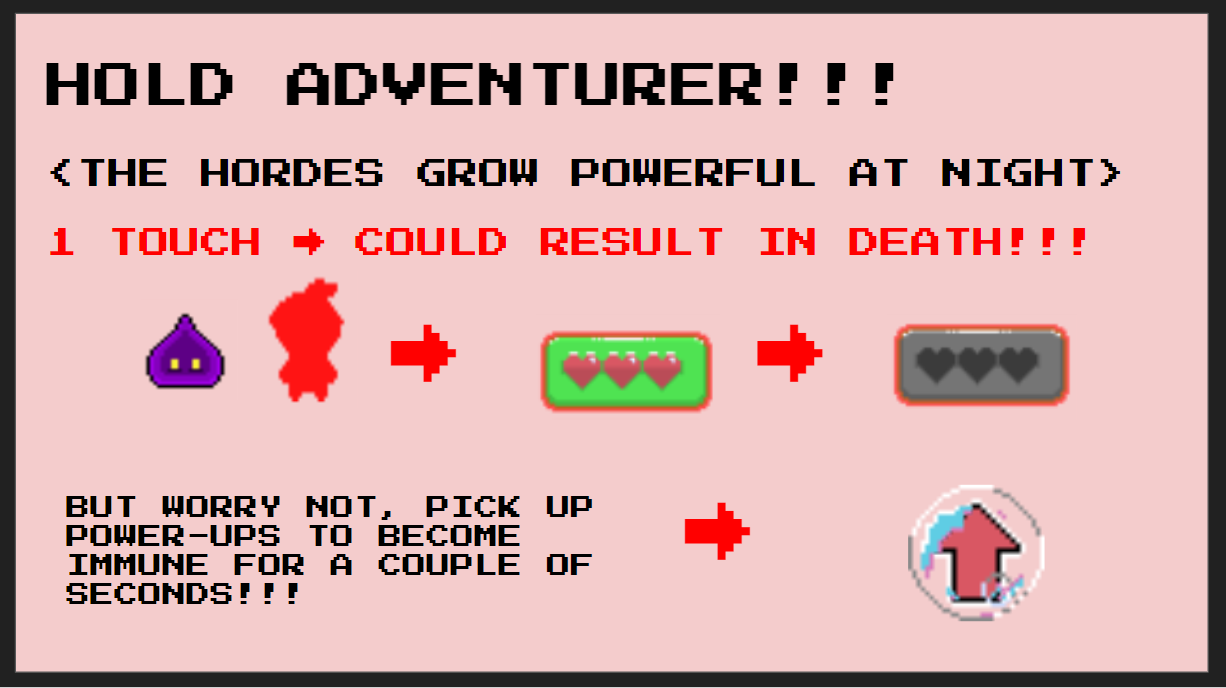 HOLD ADVENTURER!!!
<THE HORDES GROW POWERFUL AT NIGHT>
1 TOUCH → COULD RESULT IN DEATH!!!
BUT WORRY NOT, PICK UP
POWER-UPS TO BECOME
IMMUNE FOR A COUPLE OF
SECONDS!!!